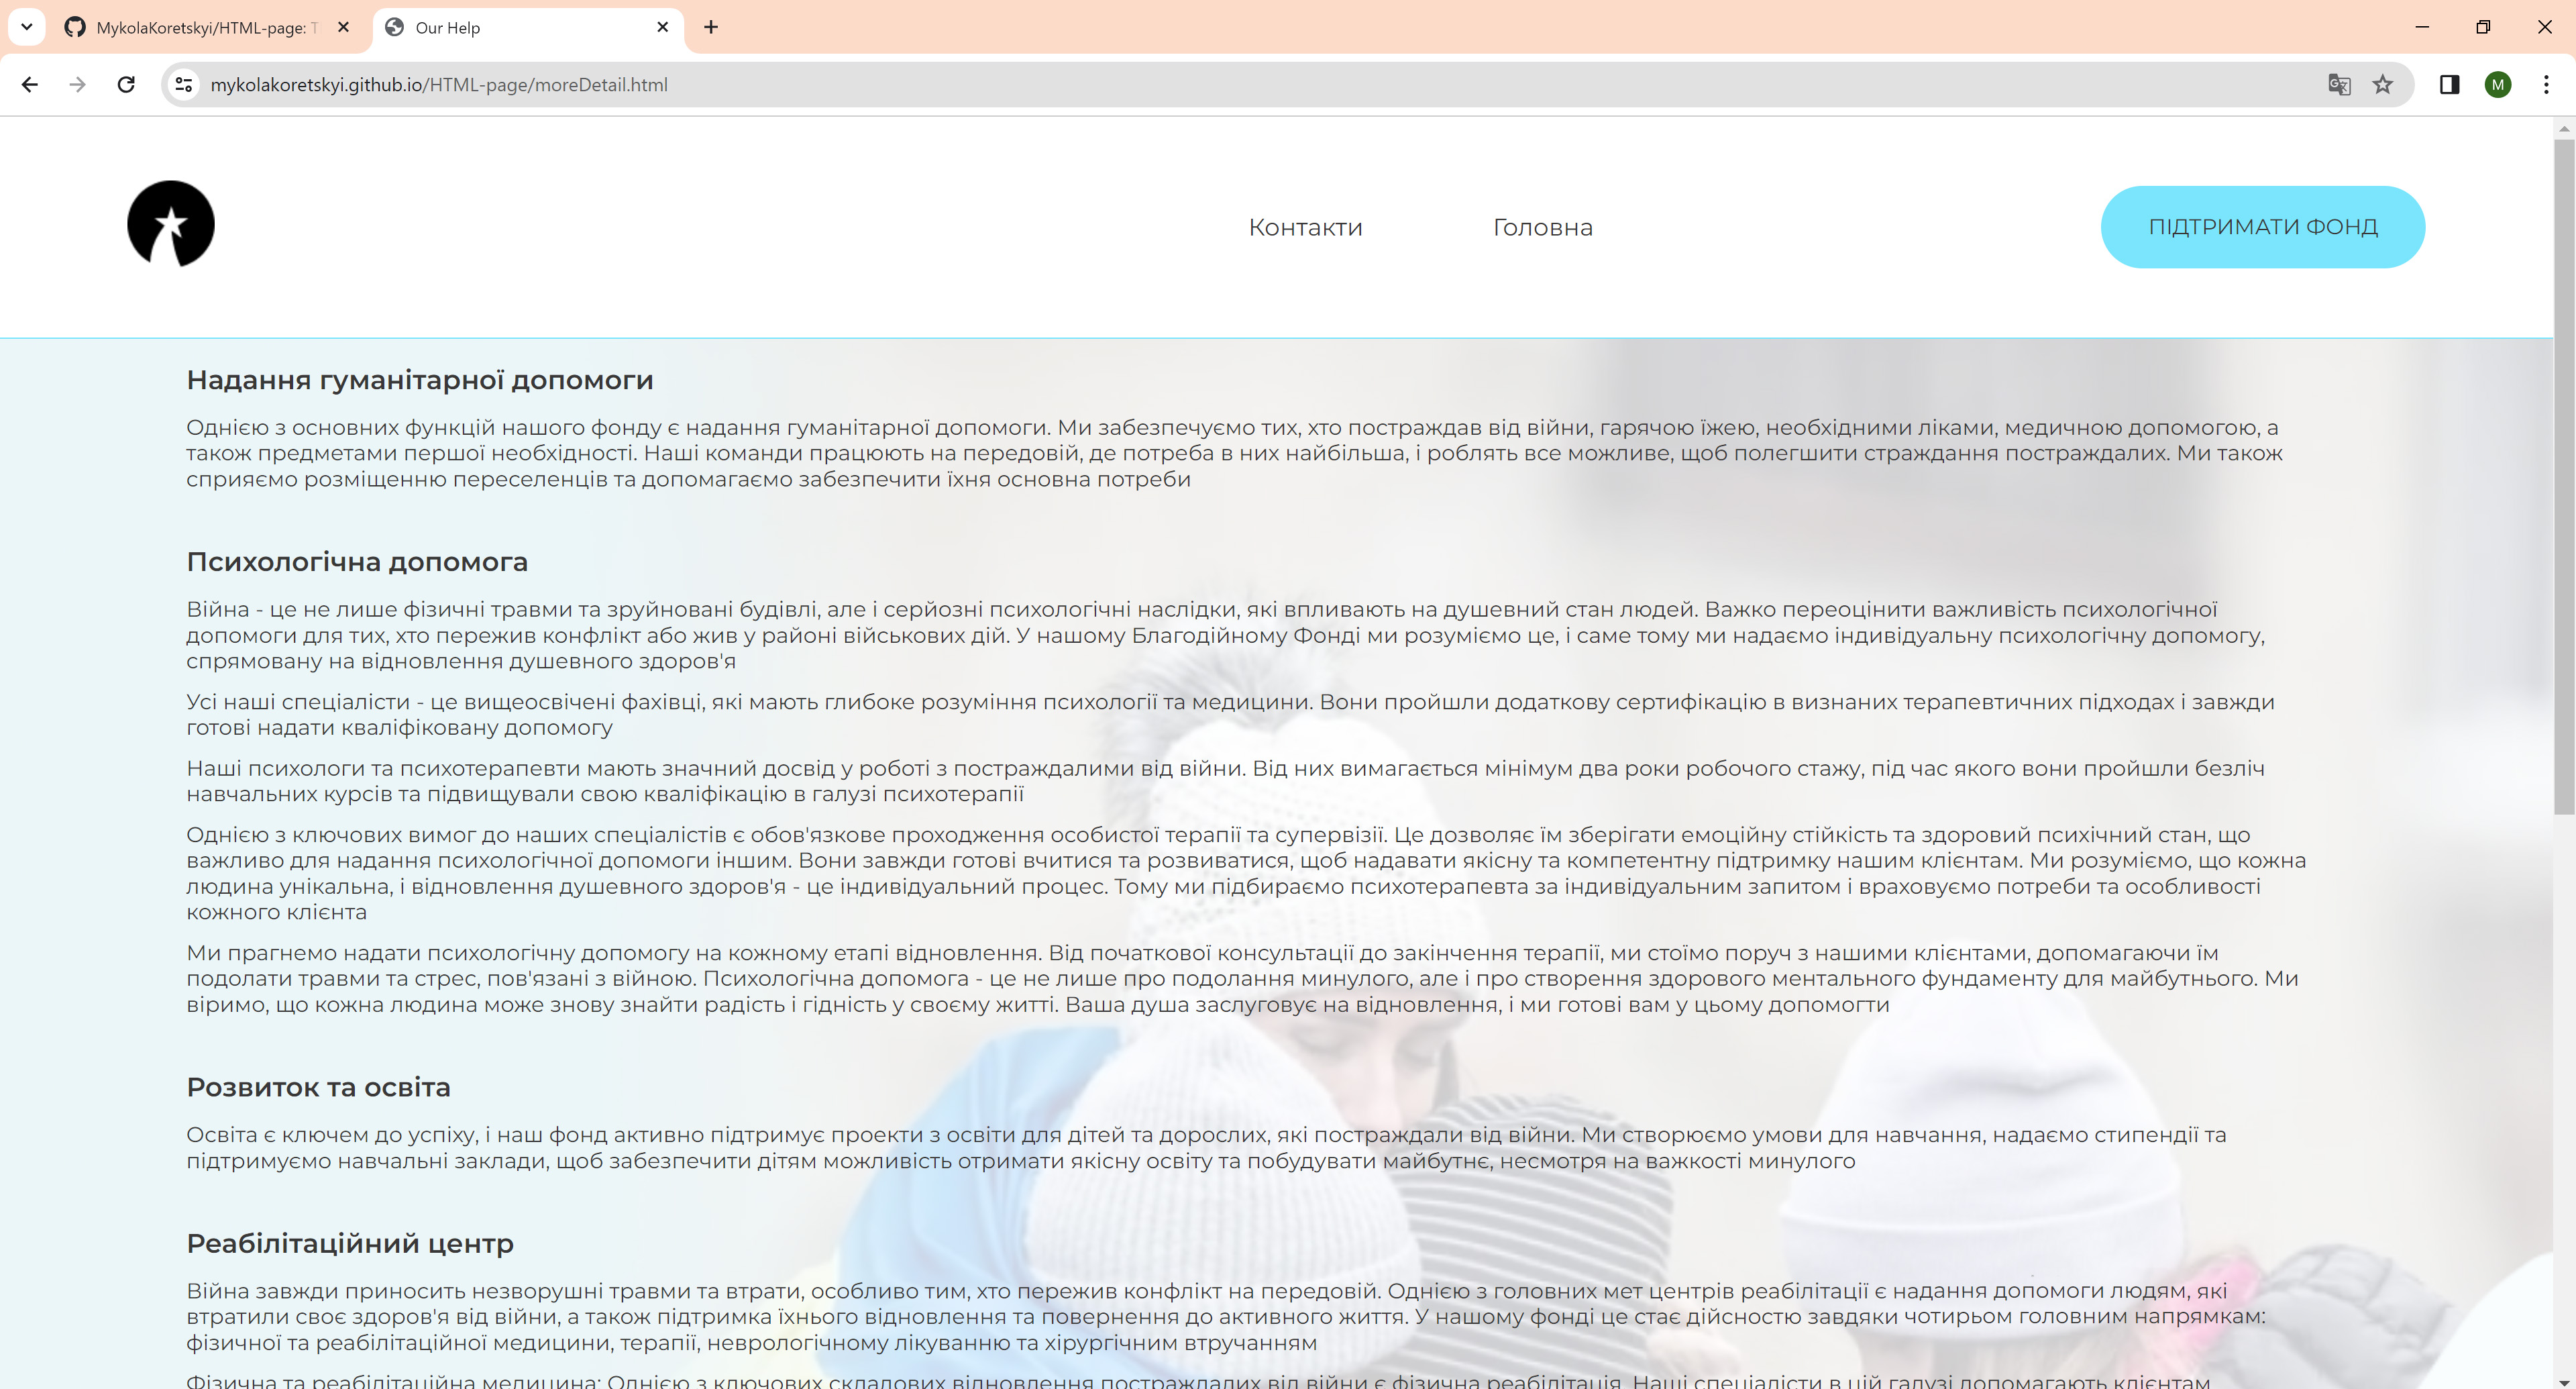 MykolaKoretskyi/HTML-page: T
Our Help
mykolakoretskyi.github.io/HTML-page/moreDetail.html
M
Контакти
Головна
ПІДТРИМАТИ ФОНД
Надання гуманітарної допомоги
Однією з основних функцій нашого фонду є надання гуманітарної допомоги. Ми забезпечуємо тих, хто постраждав від війни, гарячою їжею, необхідними ліками, медичною допомогою, а
також предметами першої необхідності. Наші команди працюють на передовій, де потреба в них найбільша, і роблять все можливе, щоб полегшити страждання постраждалих. Ми також
сприяємо розміщенню переселенців та допомагаємо забезпечити їхня основна потреби
Психологічна допомога
Війна - це не лише фізичні травми та зруйновані будівлі, але і серйозні психологічні наслідки, які впливають на душевний стан людей. Важко переоцінити важливість психологічної
допомоги для тих, хто пережив конфлікт або жив у районі військових дій. У нашому Благодійному Фонді ми розуміємо це, і саме тому ми надаємо індивідуальну психологічну допомогу,
спрямовану на відновлення душевного здоров'я
Усі наші спеціалісти - це вищеосвічені фахівці, які мають глибоке розуміння психології та медицини. Вони пройшли додаткову сертифікацію в визнаних терапевтичних підходах і завжди
готові надати кваліфіковану допомогу
Наші психологи та психотерапевти мають значний досвід у роботі з постраждалими від війни. Від них вимагається мінімум два роки робочого стажу, під час якого вони пройшли безліч
навчальних курсів та підвищували свою кваліфікацію в галузі психотерапії
Однією з ключових вимог до наших спеціалістів є обов'язкове проходження особистої терапії та супервізії. Це дозволяє їм зберігати емоційну стійкість та здоровий психічний стан, що
важливо для надання психологічної допомоги іншим. Вони завжди готові вчитися та розвиватися, щоб надавати якісну та компетентну підтримку нашим клієнтам. Ми розуміємо, що кожна
людина унікальна, і відновлення душевного здоров'я - це індивідуальний процес. Тому ми підбираємо психотерапевта за індивідуальним запитом і враховуємо потреби та особливості
кожного клієнта
Ми прагнемо надати психологічну допомогу на кожному етапі відновлення. Від початкової консультації до закінчення терапії, ми стоїмо поруч з нашими клієнтами, допомагаючи їм
подолати травми та стрес, пов'язані з війною. Психологічна допомога - це не лише про подолання минулого, але і про створення здорового ментального фундаменту для майбутнього. Ми
віримо, що кожна людина може знову знайти радість і гідність у своєму житті. Ваша душа заслуговує на відновлення, і ми готові вам у цьому допомогти
Розвиток та освіта
Освіта є ключем до успіху, і наш фонд активно підтримує проекти з освіти для дітей та дорослих, які постраждали від війни. Ми створюємо умови для навчання, надаємо стипендії та
підтримуємо навчальні заклади, щоб забезпечити дітям можливість отримати якісну освіту та побудувати майбутнє, несмотря на важкості минулого
Реабілітаційний центр
Війна завжди приносить незворушні травми та втрати, особливо тим, хто пережив конфлікт на передовій. Однією з головних мет центрів реабілітації є надання допомоги людям, які
втратили своє здоров'я від війни, а також підтримка їхнього відновлення та повернення до активного життя. У нашому фонді це стає дійсностю завдяки чотирьом головним напрямкам:
фізичної та реабілітаційної медицини, терапії, неврологічному лікуванню та хірургічним втручанням
Фізична та реабілітаційна медицина: Однією з ключових складових відновлення постраждалих від війни є фізична реабілітація. Наші спеціалісти в цій галузі допомагають клієнтам